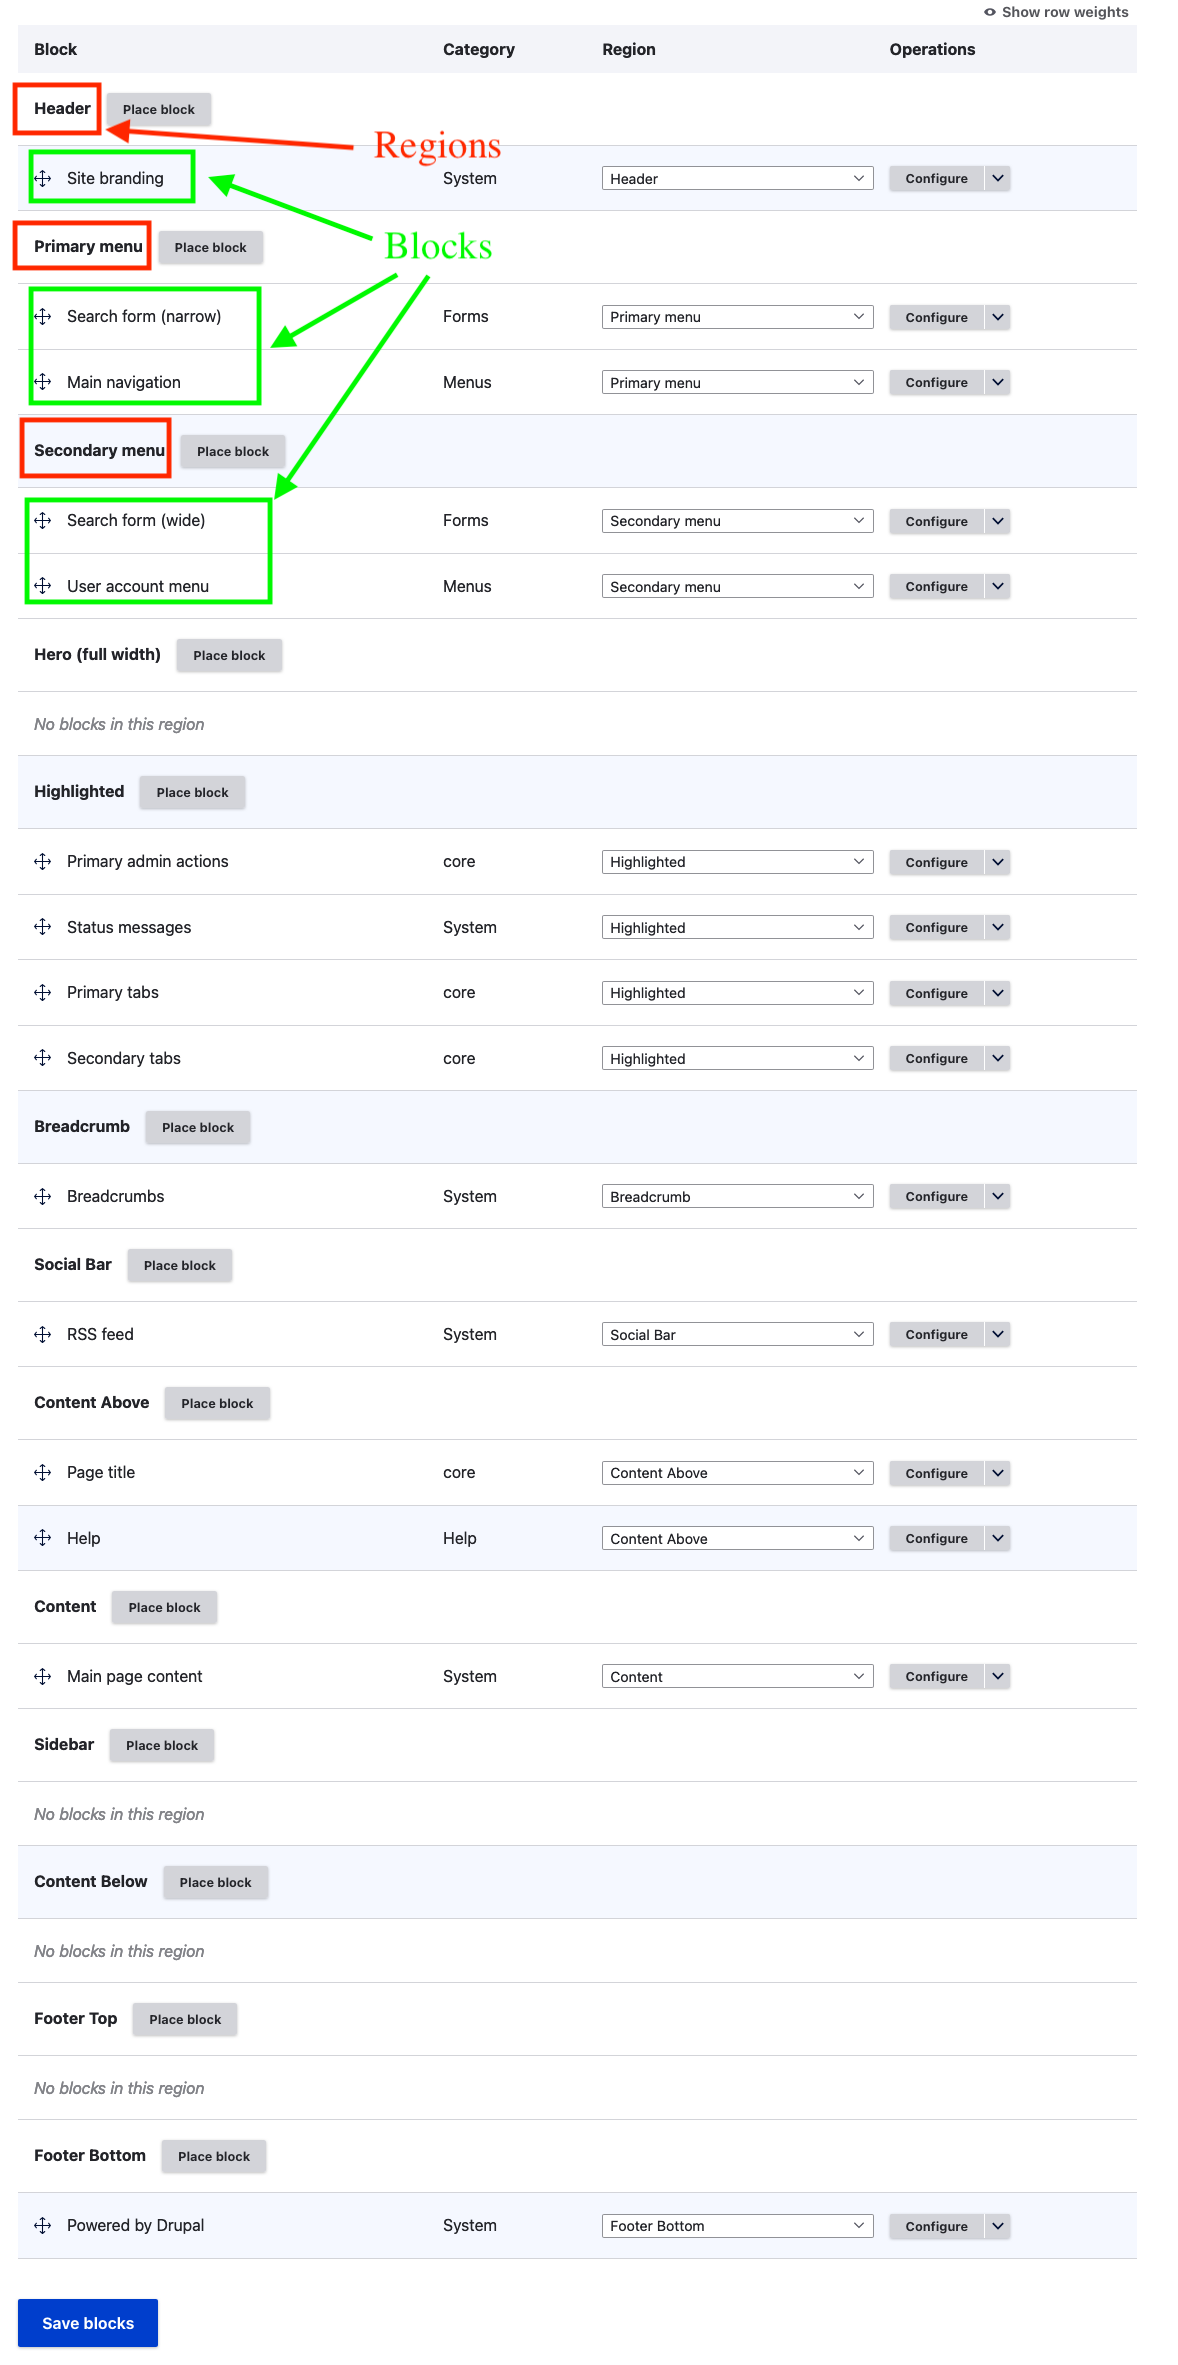 Show row weights
Block Category Region Operations
Header Place block
Regions
Site branding System Header Configure
Primary menu Place block
Blocks
Search form (narrow) Forms Primary menu Configure
Main navigation Menus Primary menu Configure
Secondary menu Place block
Search form (wide) Forms Secondary menu Configure
User account menu Menus Secondary menu Configure
Hero (full width) Place block
No blocks in this region
Highlighted Place block
Primary admin actions core Highlighted Configure
Status messages System Highlighted Configure
Primary tabs core Highlighted Configure
Secondary tabs core Highlighted Configure
Breadcrumb Place block
Breadcrumbs System Breadcrumb Configure
Social Bar Place block
RSS feed System Social Bar Configure
Content Above Place block
Page title core Content Above Configure
Help Help Content Above Configure
Content Place block
Main page content System Content Configure
Sidebar Place block
No blocks in this region
Content Below Place block
No blocks in this region
Footer Top Place block
No blocks in this region
Footer Bottom Place block
Powered by Drupal System Footer Bottom Configure
Save blocks